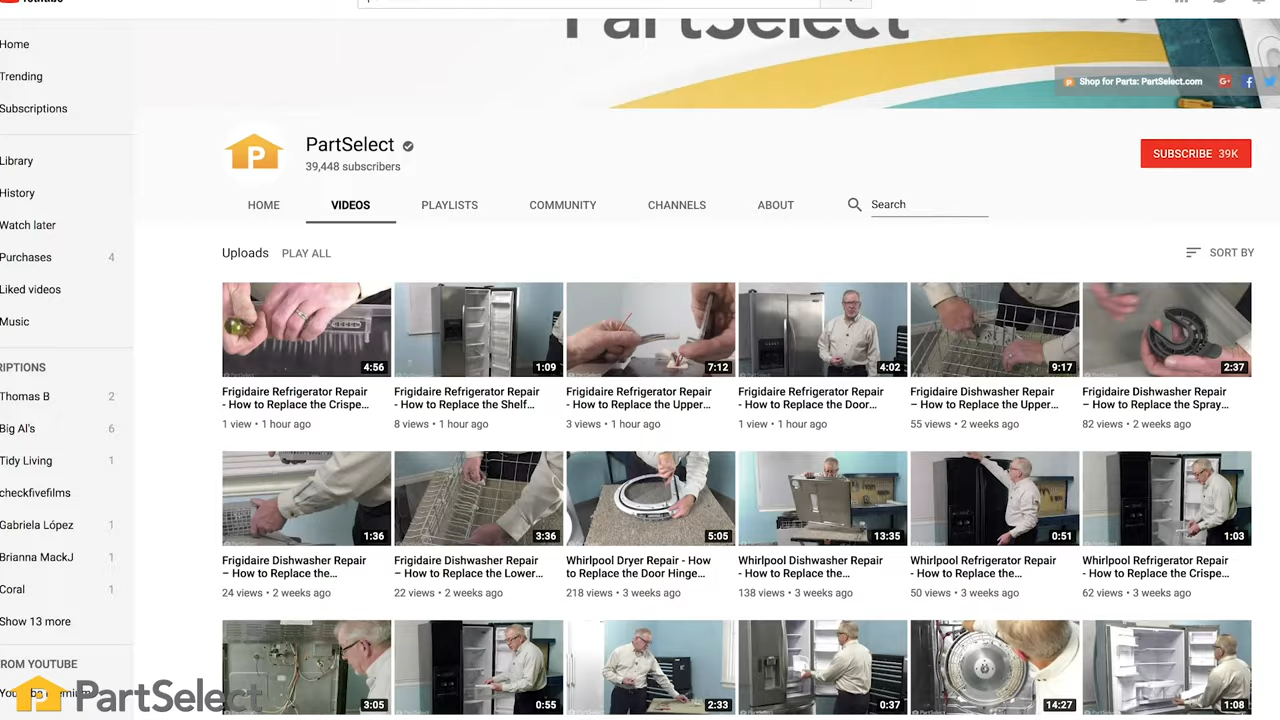 YouTube
PartSelect
Shop for Parts: PartSelect.com
G+
Home
Trending
Subscriptions
Library
History
Watch later
Purchases 4
Liked videos
Music
RIPTIONS
Thomas B 2
Big Al's 6
Tidy Living 1
checkfivefilms
Gabriela López 1
Brianna MackJ 1
Coral 1
Show 13 more
ROM YOUTUBE
P
PartSelect
39,448 subscribers
SUBSCRIBE 39K
HOME VIDEOS PLAYLISTS COMMUNITY CHANNELS ABOUT Search
Uploads PLAY ALL SORT BY
4:56 1:09 7:12 4:02 9:17 2:37
Frigidaire Refrigerator Repair
- How to Replace the Crispe...
1 view • 1 hour ago
Frigidaire Refrigerator Repair
- How to Replace the Shelf...
8 views • 1 hour ago
Frigidaire Refrigerator Repair
- How to Replace the Upper...
3 views • 1 hour ago
Frigidaire Refrigerator Repair
- How to Replace the Door...
1 view • 1 hour ago
Frigidaire Dishwasher Repair
– How to Replace the Upper...
55 views • 2 weeks ago
Frigidaire Dishwasher Repair
– How to Replace the Spray...
82 views • 2 weeks ago
1:36 3:36 5:05 13:35 0:51 1:03
Frigidaire Dishwasher Repair
– How to Replace the...
24 views • 2 weeks ago
Frigidaire Dishwasher Repair
– How to Replace the Lower...
22 views • 2 weeks ago
Whirlpool Dryer Repair - How
to Replace the Door Hinge...
218 views • 3 weeks ago
Whirlpool Dishwasher Repair
- How to Replace the...
138 views • 3 weeks ago
Whirlpool Refrigerator Repair
- How to Replace the...
50 views • 3 weeks ago
Whirlpool Refrigerator Repair
- How to Replace the Crispe...
62 views • 3 weeks ago
3:05 0:55 2:33 0:37 14:27 1:08
PartSelect